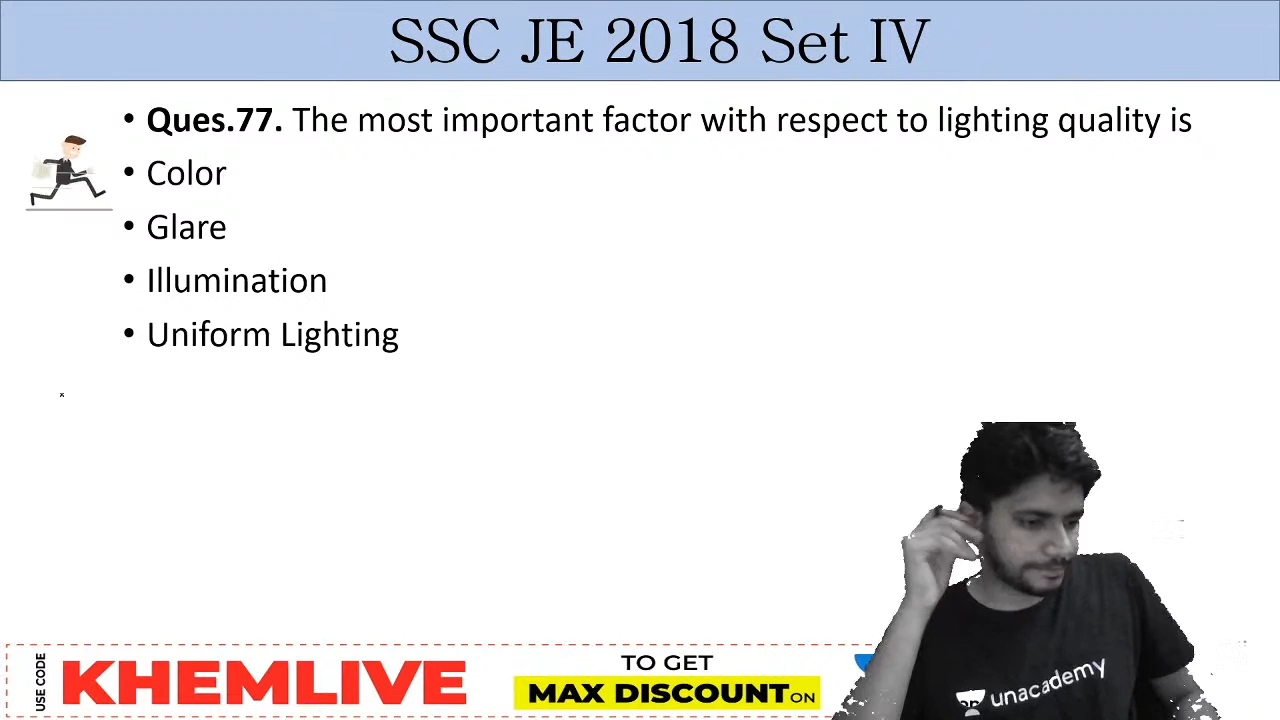 SSC JE 2018 Set IV
• Ques.77. The most important factor with respect to lighting quality is
• Color
• Glare
• Illumination
• Uniform Lighting
USE CODE
KHEMLIVE
TO GET
MAX DISCOUNT ON
unacademy